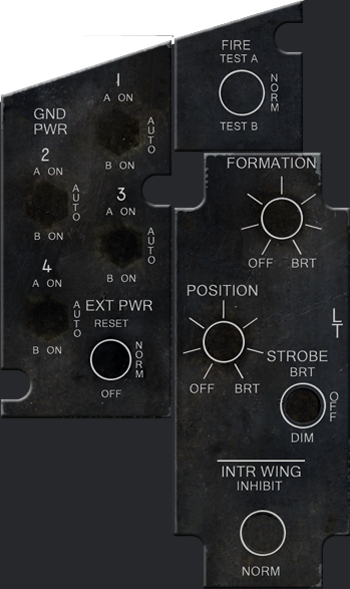 FIRE
TEST A
NORM
TEST B
GND
PWR
1
A ON
AUTO
B ON
2
A ON
AUTO
B ON
3
A ON
AUTO
B ON
4
A ON
AUTO
B ON
EXT PWR
RESET
NORM
OFF
FORMATION
OFF BRT
POSITION
OFF BRT
LT
STROBE
BRT
OFF
DIM
INTR WING
INHIBIT
NORM